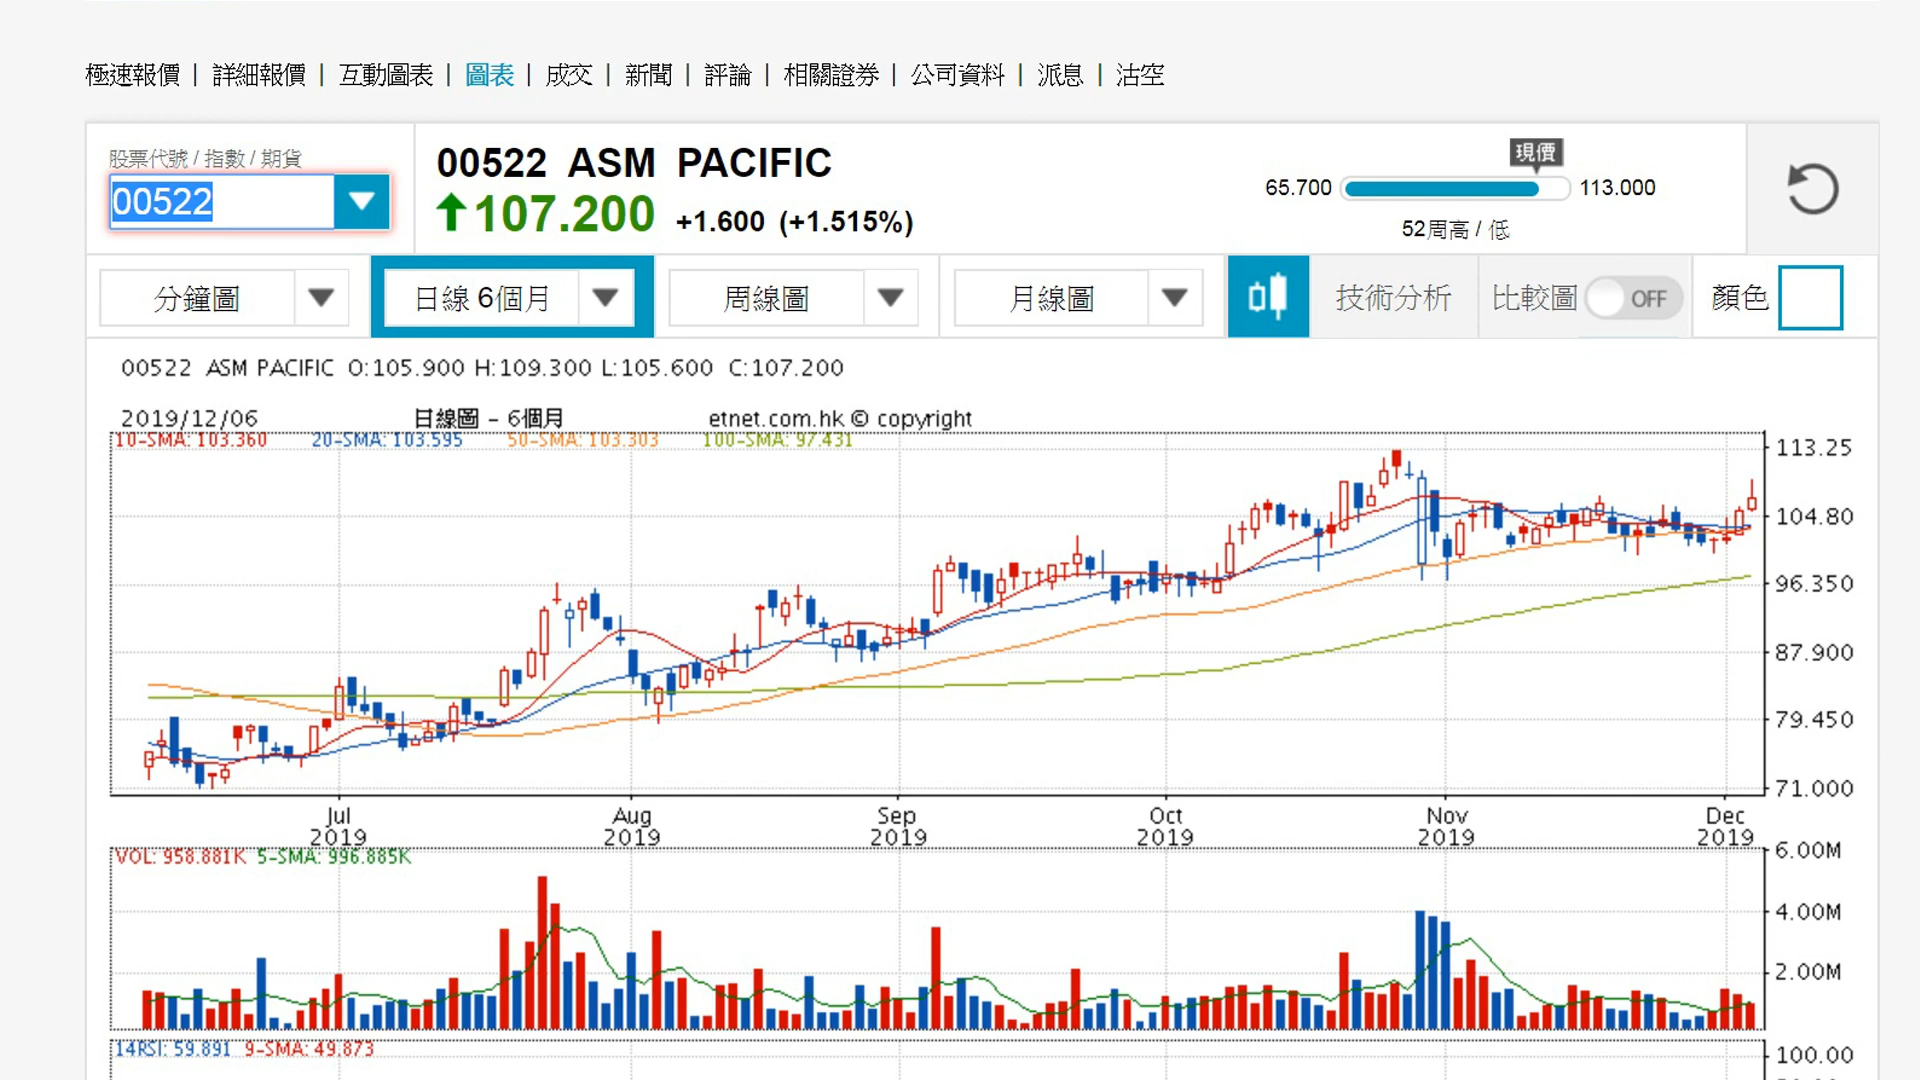 極速報價 | 詳細報價 | 互動圖表 | 圖表 | 成交 | 新聞 | 評論 | 相關證券 | 公司資料 | 派息 | 沽空
股票代號 / 指數 / 期貨
00522
00522 ASM PACIFIC
107.200 +1.600 (+1.515%)
現價
65.700 113.000
52周高 / 低
分鐘圖 日線 6個月 周線圖 月線圖 技術分析 比較圖 OFF 顏色
00522 ASM PACIFIC O:105.900 H:109.300 L:105.600 C:107.200
2019/12/06 日線圖 – 6個月 etnet.com.hk © copyright
10-SMA: 103.360 20-SMA: 103.595 50-SMA: 103.303 100-SMA: 97.431
113.25
104.80
96.350
87.900
79.450
71.000
Jul Aug Sep Oct Nov Dec
2019 2019 2019 2019 2019 2019
VOL: 958.881K 5-SMA: 996.885K
6.00M
4.00M
2.00M
14RSI: 59.891 9-SMA: 49.873
100.00